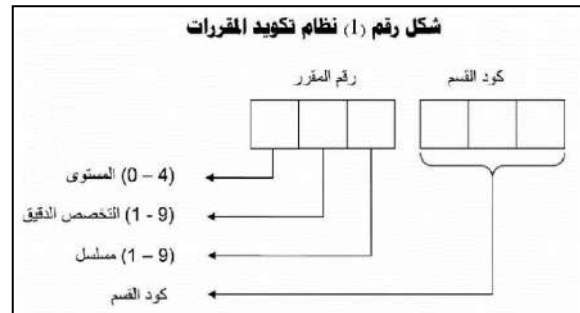 شكل رقم (1) نظام تكويد المقررات
كود القسم
رقم المقرر
(0 – 4) المستوى
(1 - 9) التخصص الدقيق
(1 – 9) مسلسل
كود القسم